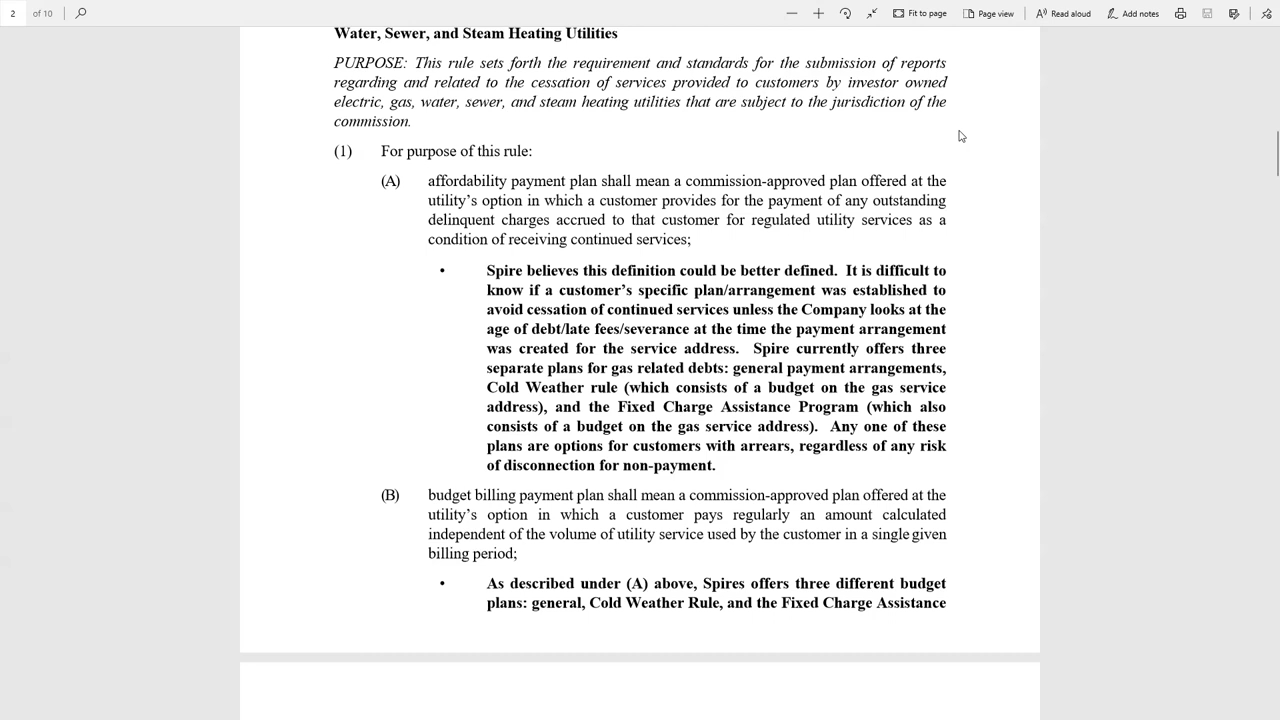 2 of 10 Fit to page Page view Read aloud Add notes
Water, Sewer, and Steam Heating Utilities
PURPOSE: This rule sets forth the requirement and standards for the submission of reports
regarding and related to the cessation of services provided to customers by investor owned
electric, gas, water, sewer, and steam heating utilities that are subject to the jurisdiction of the
commission.
(1) For purpose of this rule:
(A) affordability payment plan shall mean a commission-approved plan offered at the
utility’s option in which a customer provides for the payment of any outstanding
delinquent charges accrued to that customer for regulated utility services as a
condition of receiving continued services;
• Spire believes this definition could be better defined. It is difficult to
know if a customer’s specific plan/arrangement was established to
avoid cessation of continued services unless the Company looks at the
age of debt/late fees/severance at the time the payment arrangement
was created for the service address. Spire currently offers three
separate plans for gas related debts: general payment arrangements,
Cold Weather rule (which consists of a budget on the gas service
address), and the Fixed Charge Assistance Program (which also
consists of a budget on the gas service address). Any one of these
plans are options for customers with arrears, regardless of any risk
of disconnection for non-payment.
(B) budget billing payment plan shall mean a commission-approved plan offered at the
utility’s option in which a customer pays regularly an amount calculated
independent of the volume of utility service used by the customer in a single given
billing period;
• As described under (A) above, Spires offers three different budget
plans: general, Cold Weather Rule, and the Fixed Charge Assistance